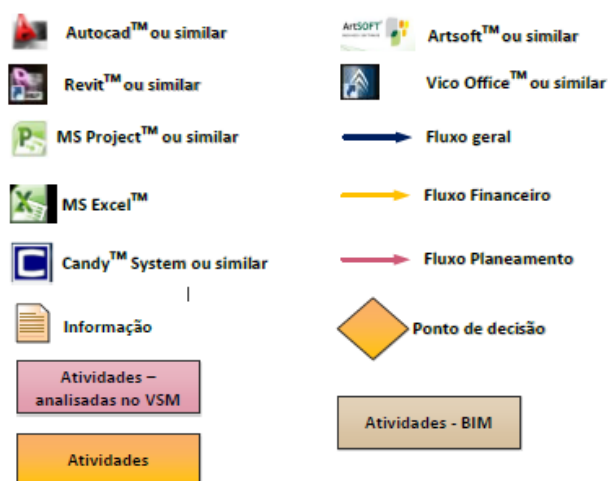 Autocad™ ou similar
Revit™ ou similar
MS Project™ ou similar
MS Excel™
Candy™ System ou similar
Informação
Atividades –
analisadas no VSM
Atividades
ArtSOFT
Artsoft™ ou similar
Vico Office™ ou similar
Fluxo geral
Fluxo Financeiro
Fluxo Planeamento
Ponto de decisão
Atividades - BIM